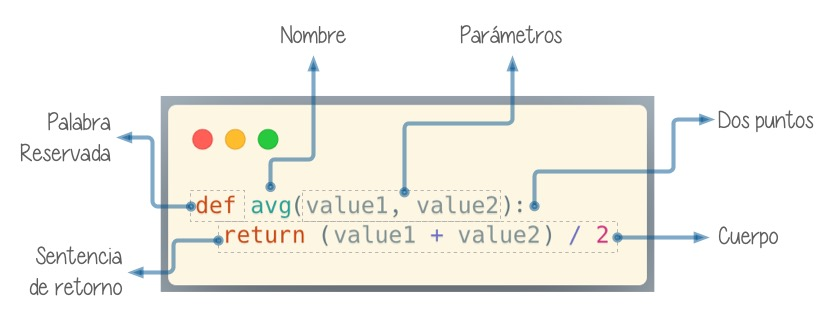 Nombre
Parámetros
Palabra
Reservada
Dos puntos
def avg(value1, value2):
return (value1 + value2) / 2
Sentencia
de retorno
Cuerpo